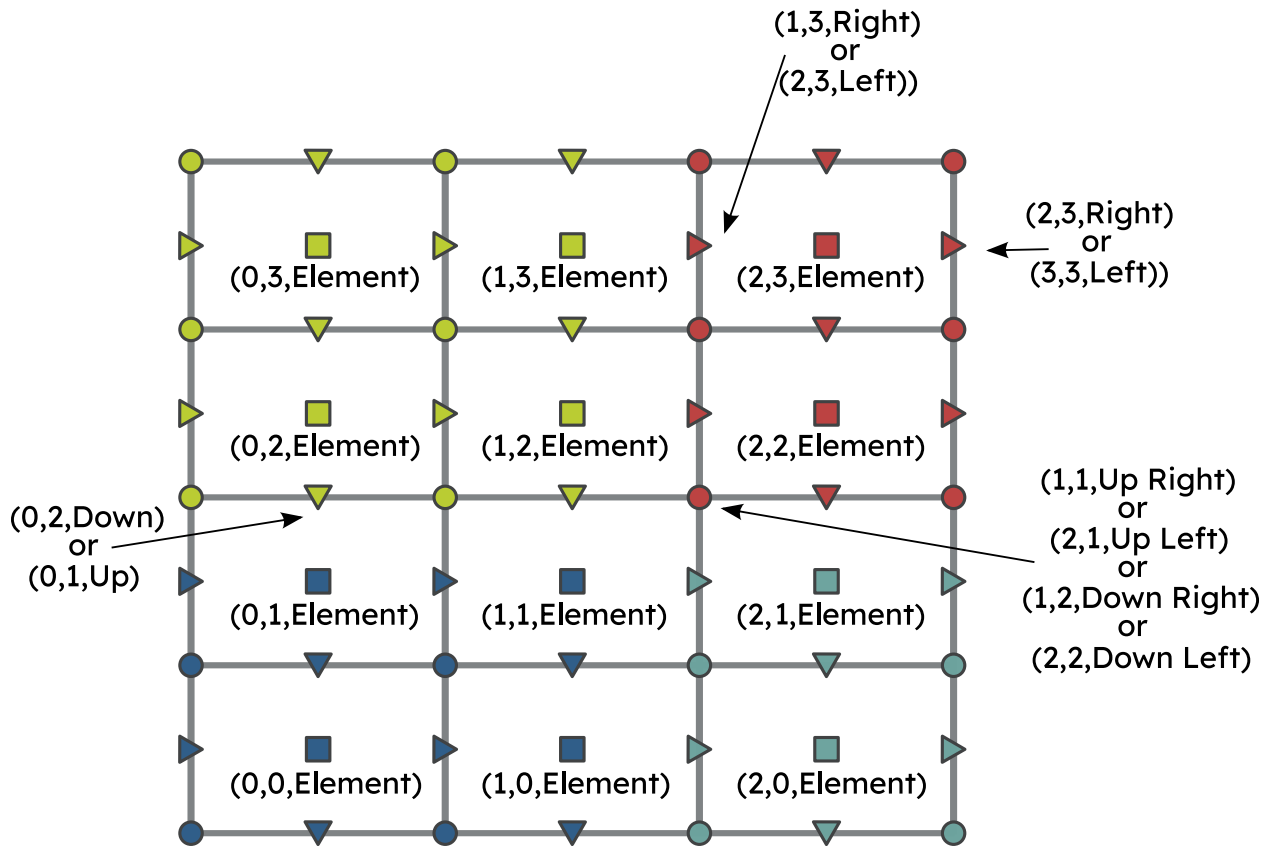 (1,3,Right)
or
(2,3,Left))
(2,3,Right)
or
(3,3,Left))
(0,3,Element)
(1,3,Element)
(2,3,Element)
(0,2,Element)
(1,2,Element)
(2,2,Element)
(0,2,Down)
or
(0,1,Up)
(1,1,Up Right)
or
(2,1,Up Left)
or
(1,2,Down Right)
or
(2,2,Down Left)
(0,1,Element)
(1,1,Element)
(2,1,Element)
(0,0,Element)
(1,0,Element)
(2,0,Element)